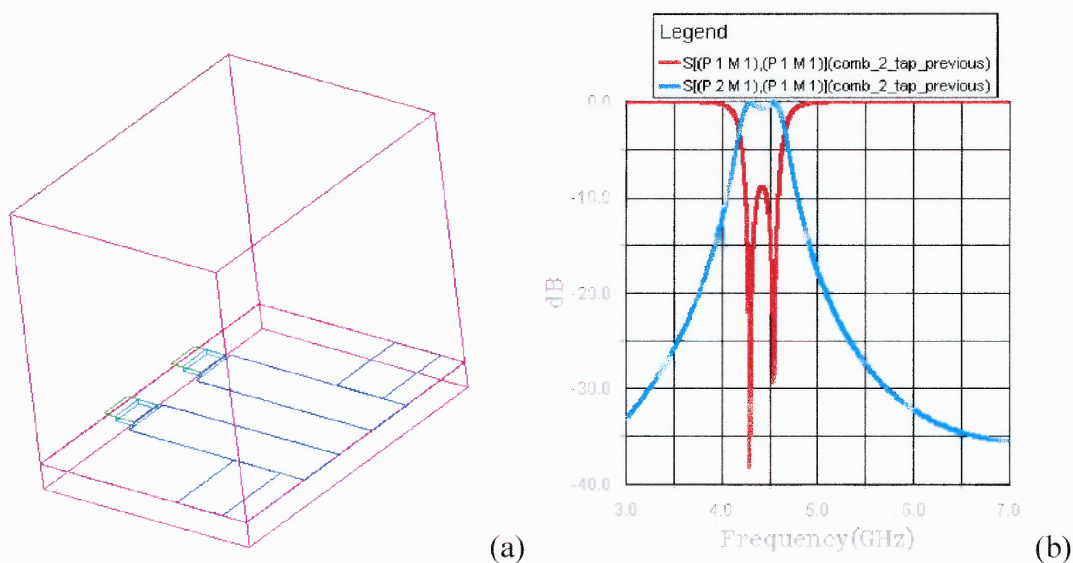 Legend
S[(P 1 M 1),(P 1 M 1)](comb_2_tap_previous)
S[(P 2 M 1),(P 1 M 1)](comb_2_tap_previous)
0.0
-10.0
-20.0
-30.0
-40.0
dB
3.0 4.0 5.0 6.0 7.0
Frequency(GHz)
(a) (b)